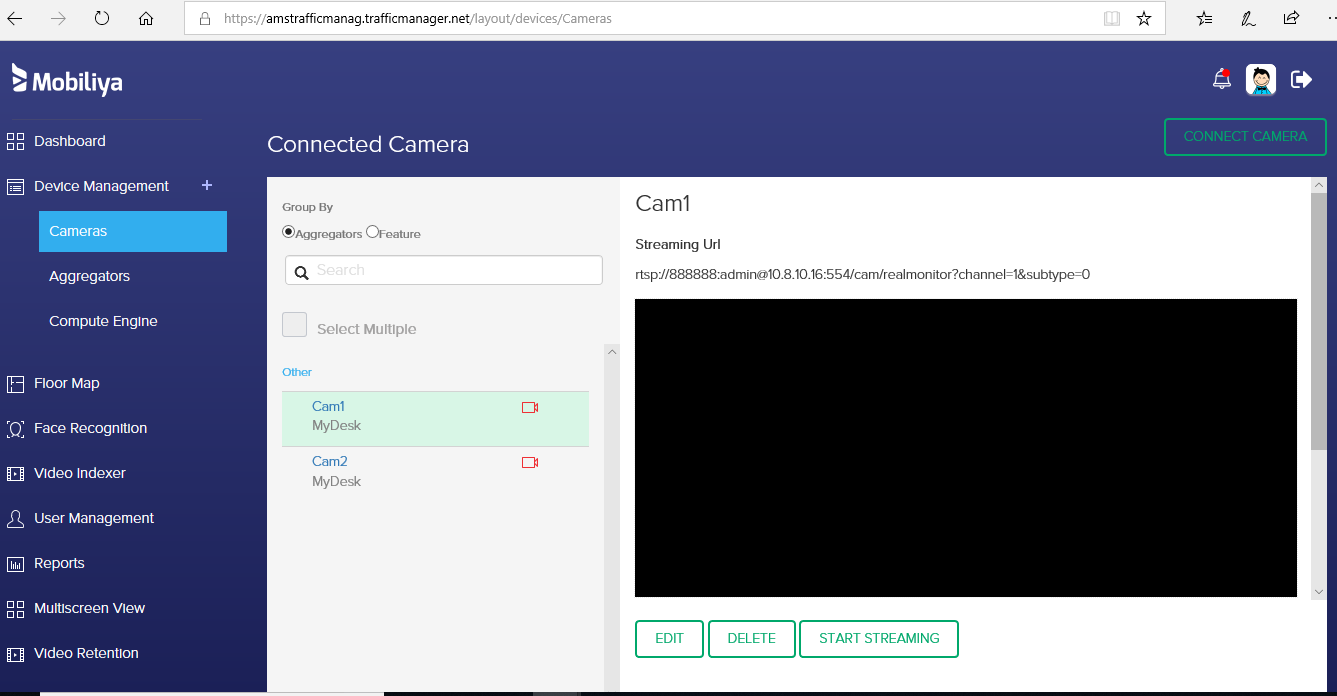 https://amstrafficmanag.trafficmanager.net/layout/devices/Cameras
Mobiliya
Dashboard
Device Management +
Cameras
Aggregators
Compute Engine
Floor Map
Face Recognition
Video Indexer
User Management
Reports
Multiscreen View
Video Retention
Connected Camera
CONNECT CAMERA
Group By
Aggregators Feature
Search
Select Multiple
Other
Cam1
MyDesk
Cam2
MyDesk
Cam1
Streaming Url
rtsp://888888:admin@10.8.10.16:554/cam/realmonitor?channel=1&subtype=0
EDIT DELETE START STREAMING